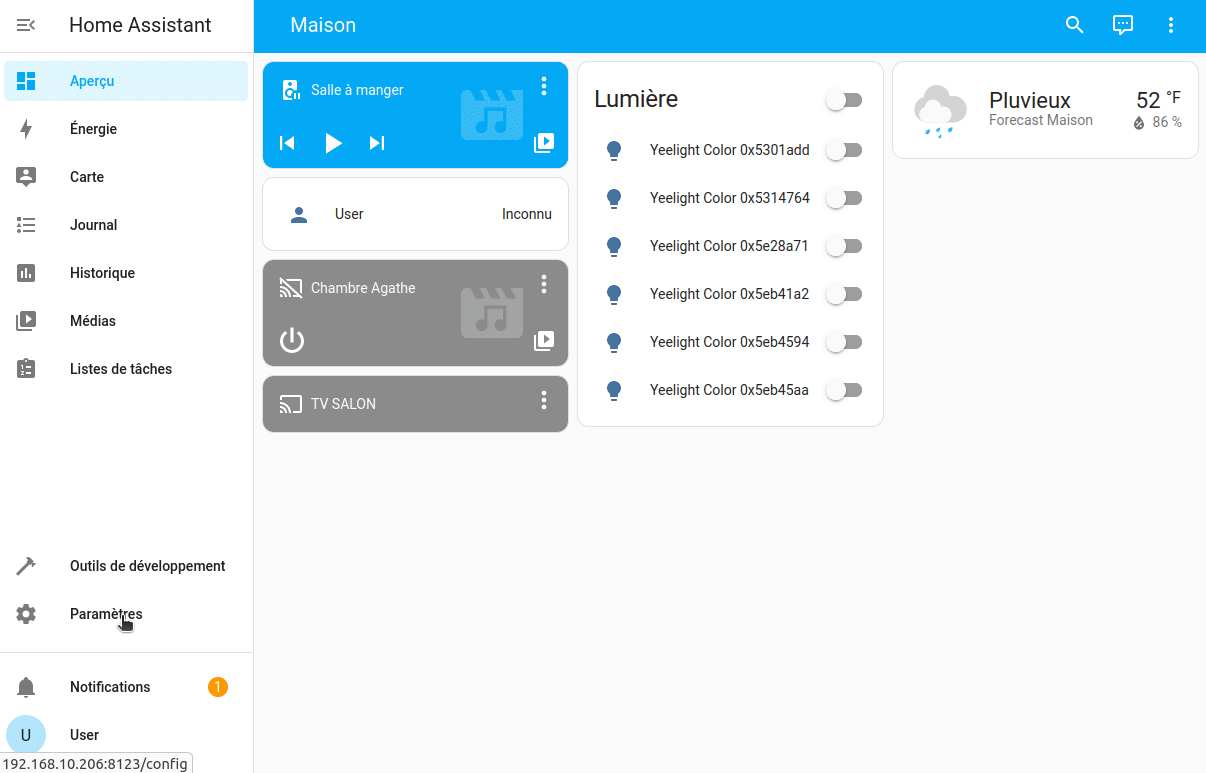 Home Assistant
Maison
Aperçu
Énergie
Carte
Journal
Historique
Médias
Listes de tâches
Outils de développement
Paramètres
Notifications
1
U
User
192.168.10.206:8123/config
Salle à manger
User
Inconnu
Chambre Agathe
TV SALON
Lumière
Yeelight Color 0x5301add
Yeelight Color 0x5314764
Yeelight Color 0x5e28a71
Yeelight Color 0x5eb41a2
Yeelight Color 0x5eb4594
Yeelight Color 0x5eb45aa
Pluvieux
52 °F
Forecast Maison
86 %